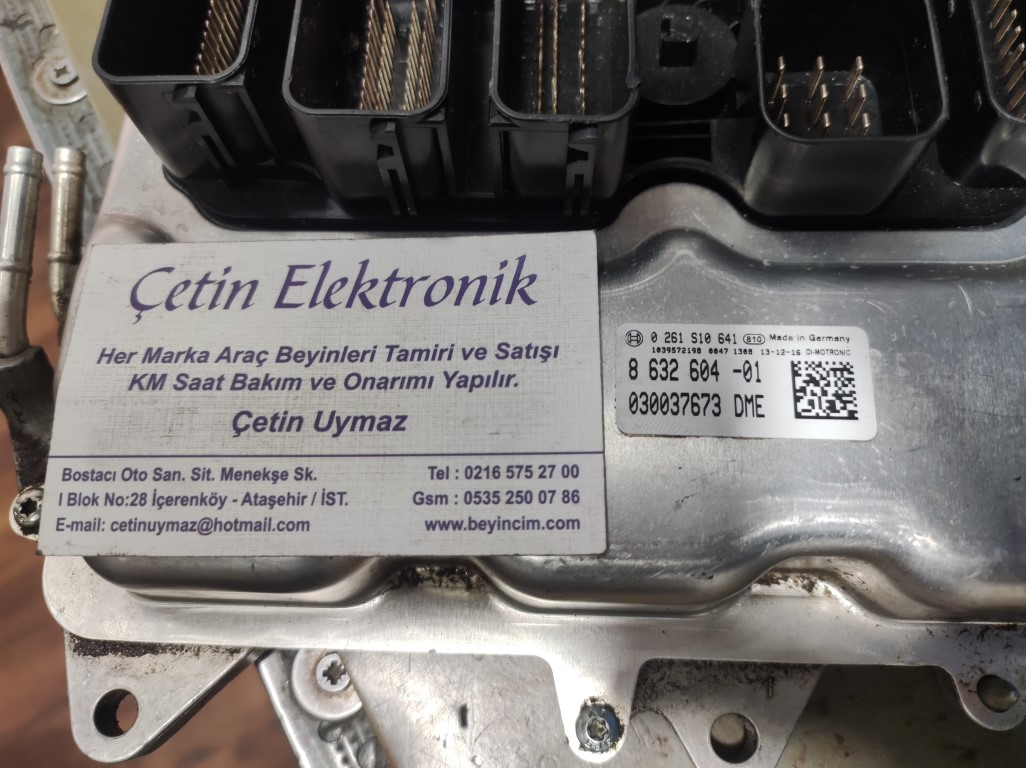 Çetin Elektronik
Her Marka Araç Beyinleri Tamiri ve Satışı
KM Saat Bakım ve Onarımı Yapılır.
Çetin Uymaz
Bostacı Oto San. Sit. Menekşe Sk.
I Blok No:28 İçerenköy - Ataşehir / İST.
E-mail: cetinuymaz@hotmail.com
Tel : 0216 575 27 00
Gsm : 0535 250 07 86
www.beyincim.com
0 261 S10 641 810 Made in Germany
1039S72198 0047 1388 13-12-16 DI-MOTRONIC
8 632 604 -01
030037673 DME